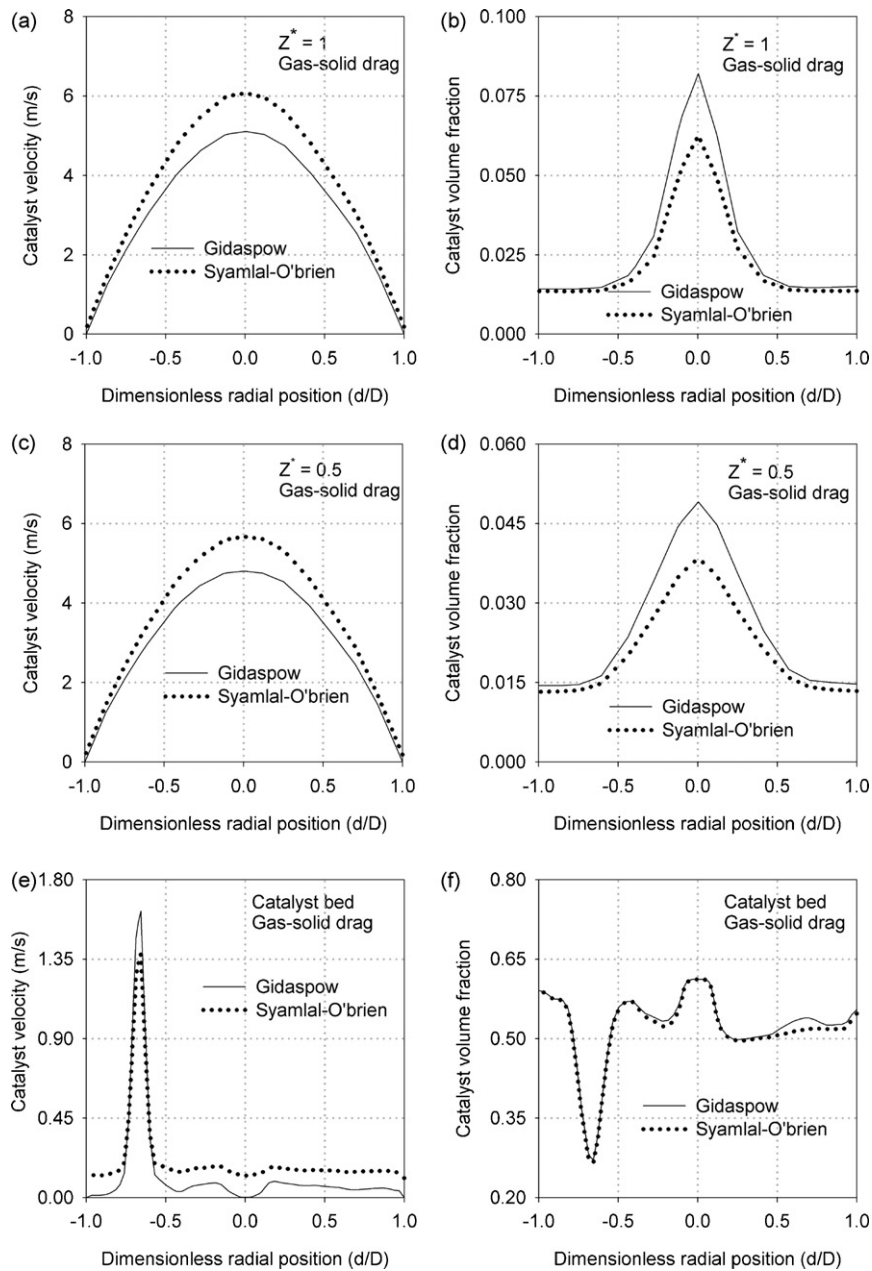 (a)
8
6
4
2
0
Catalyst velocity (m/s)
Z* = 1
Gas-solid drag
Gidaspow
Syamlal-O'brien
-1.0 -0.5 0.0 0.5 1.0
Dimensionless radial position (d/D)
(b)
0.100
0.075
0.050
0.025
0.000
Catalyst volume fraction
Z* = 1
Gas-solid drag
Gidaspow
Syamlal-O'brien
-1.0 -0.5 0.0 0.5 1.0
Dimensionless radial position (d/D)
(c)
8
6
4
2
0
Catalyst velocity (m/s)
Z* = 0.5
Gas-solid drag
Gidaspow
Syamlal-O'brien
-1.0 -0.5 0.0 0.5 1.0
Dimensionless radial position (d/D)
(d)
0.060
0.045
0.030
0.015
0.000
Catalyst volume fraction
Z* = 0.5
Gas-solid drag
Gidaspow
Syamlal-O'brien
-1.0 -0.5 0.0 0.5 1.0
Dimensionless radial position (d/D)
(e)
1.80
1.35
0.90
0.45
0.00
Catalyst velocity (m/s)
Catalyst bed
Gas-solid drag
Gidaspow
Syamlal-O'brien
-1.0 -0.5 0.0 0.5 1.0
Dimensionless radial position (d/D)
(f)
0.80
0.65
0.50
0.35
0.20
Catalyst volume fraction
Catalyst bed
Gas-solid drag
Gidaspow
Syamlal-O'brien
-1.0 -0.5 0.0 0.5 1.0
Dimensionless radial position (d/D)